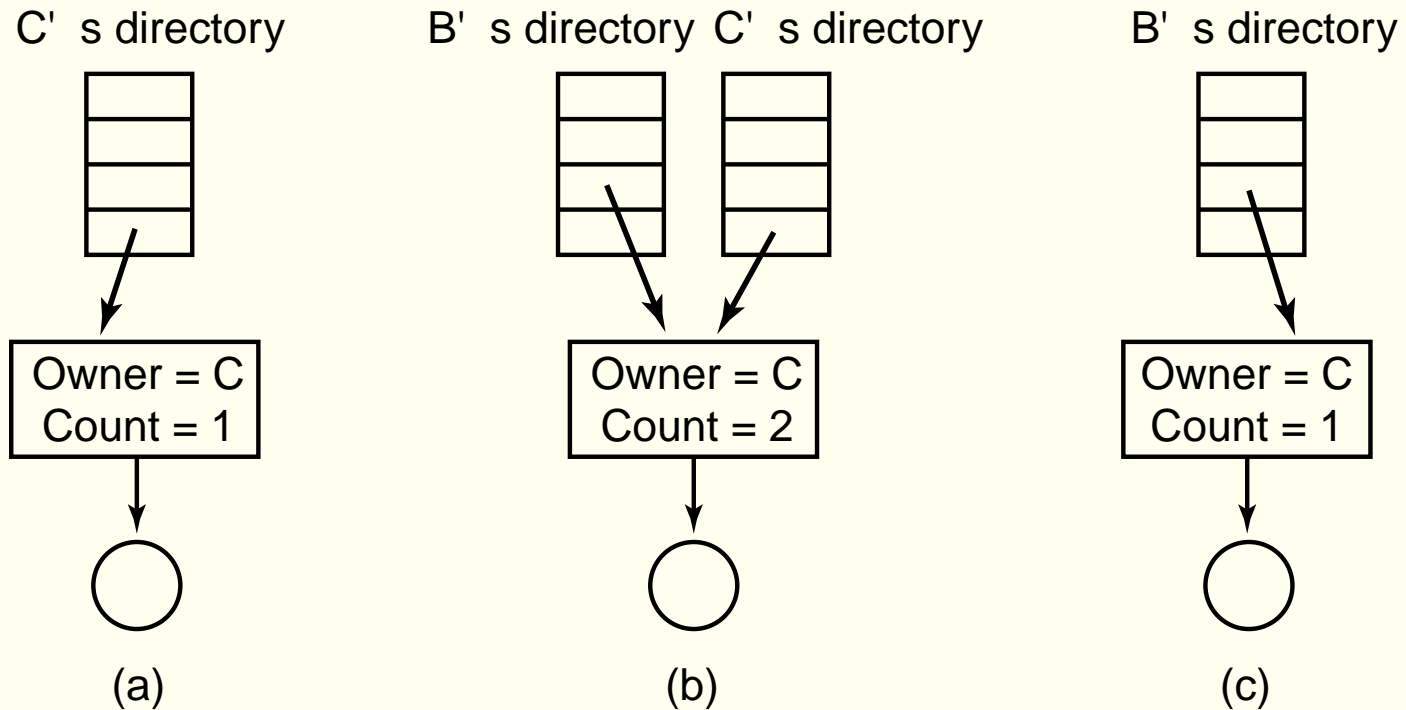 C' s directory
B' s directory C' s directory
B' s directory
Owner = C
Count = 1
Owner = C
Count = 2
Owner = C
Count = 1
(a)
(b)
(c)